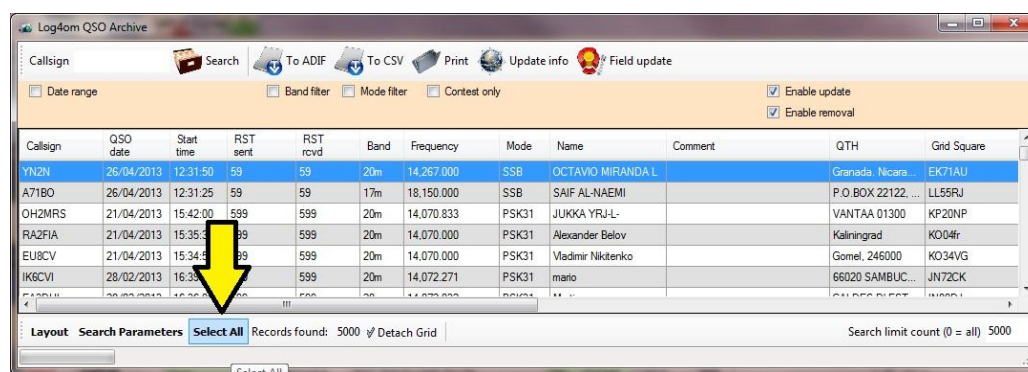 Log4om QSO Archive
Callsign Search To ADIF To CSV Print Update info Field update
Date range Band filter Mode filter Contest only Enable update
Enable removal
Callsign QSO date Start time RST sent RST rcvd Band Frequency Mode Name Comment QTH Grid Square
YN2N 26/04/2013 12:31:50 59 59 20m 14,267.000 SSB OCTAVIO MIRANDA L Granada. Nicara... EK71AU
A71BO 26/04/2013 12:31:25 59 59 17m 18,150.000 SSB SAIF AL-NAEMI P.O.BOX 22122, ... LL55RJ
OH2MRS 21/04/2013 15:42:00 599 599 20m 14,070.833 PSK31 JUKKA YRJ-L- VANTAA 01300 KP20NP
RA2FIA 21/04/2013 599 20m 14,070.000 PSK31 Alexander Belov Kaliningrad KO04fr
EU8CV 21/04/2013 599 20m 14,070.000 PSK31 Vladimir Nikitenko Gomel, 246000 KO34VG
IK6CVI 28/02/2013 599 20m 14,072.271 PSK31 mario 66020 SAMBUC... JN72CK
Layout Search Parameters Select All Records found: 5000 Detach Grid Search limit count (0 = all) 5000
Select All